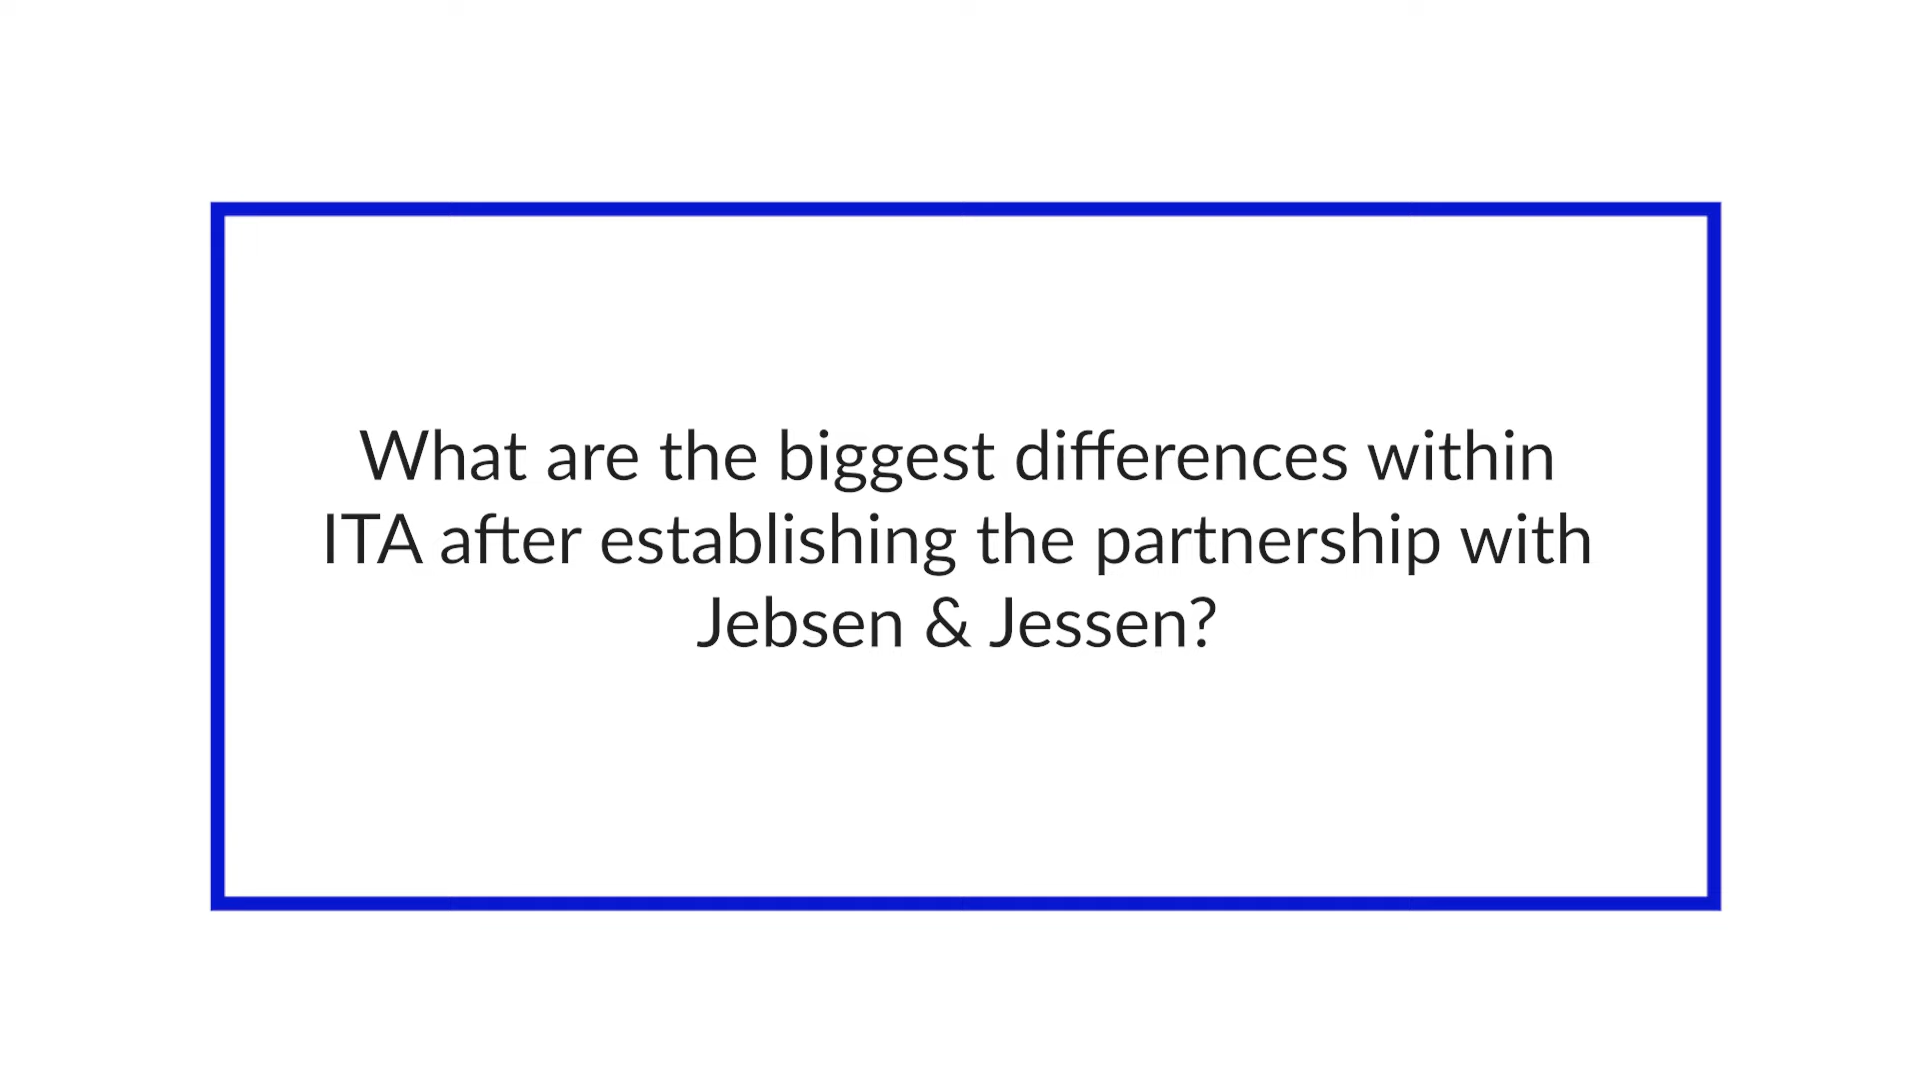 What are the biggest differences within
ITA after establishing the partnership with
Jebsen & Jessen?